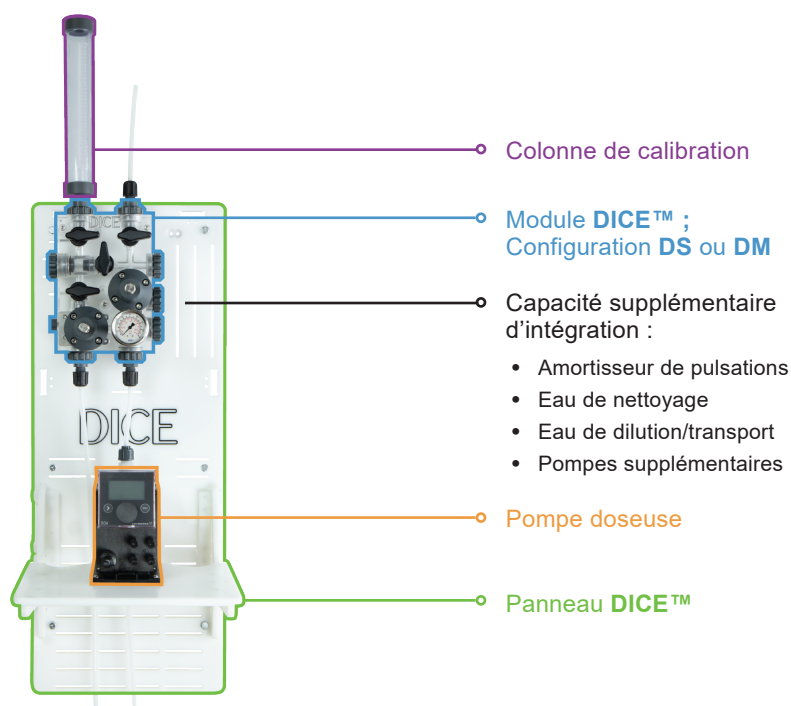 Colonne de calibration
DICE
Module DICE™ ;
Configuration DS ou DM
Capacité supplémentaire
d’intégration :
• Amortisseur de pulsations
• Eau de nettoyage
• Eau de dilution/transport
• Pompes supplémentaires
DICE
Pompe doseuse
Panneau DICE™